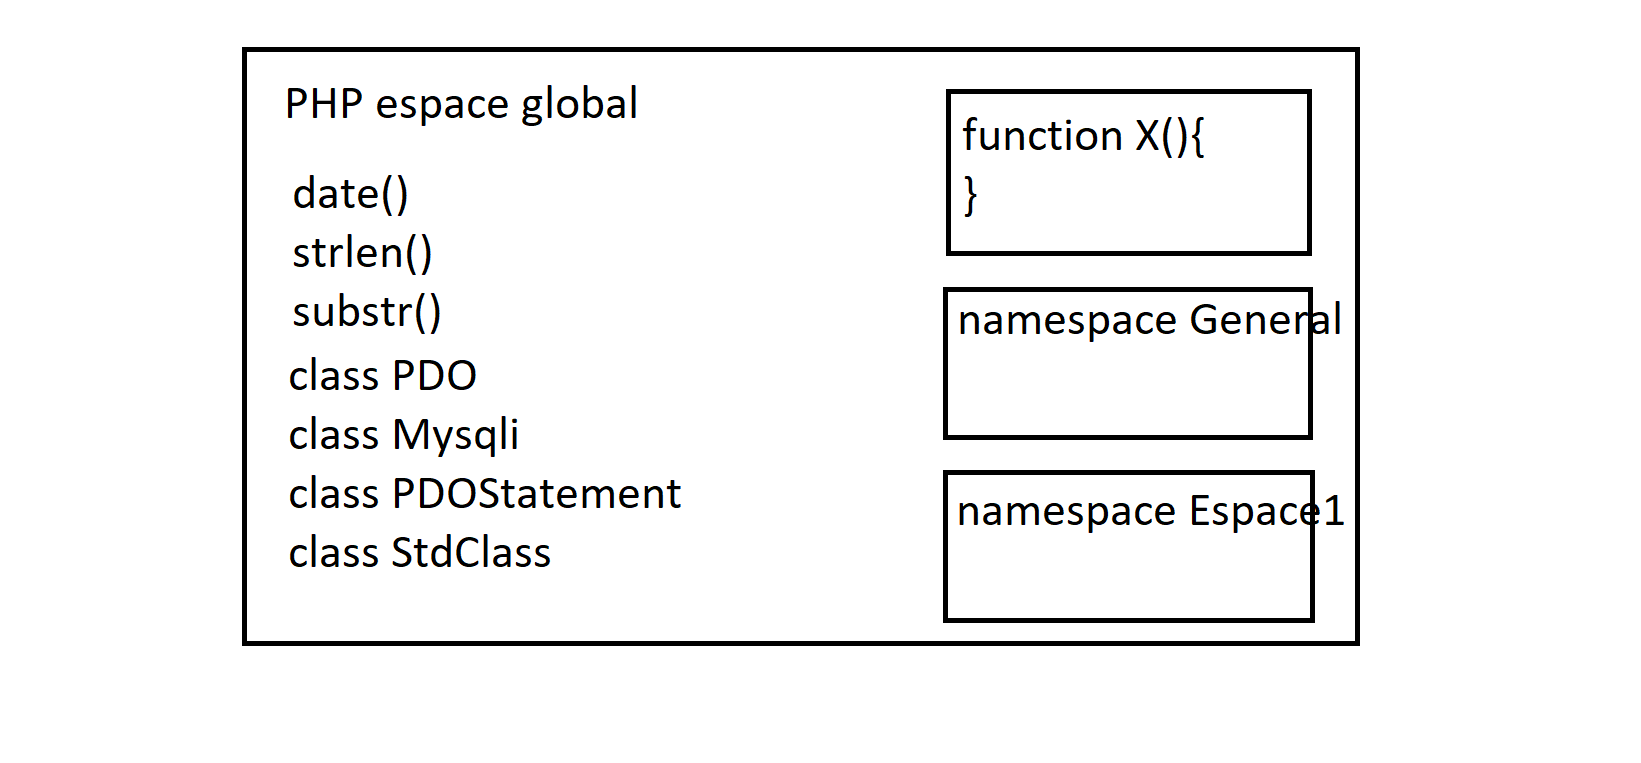 PHP espace global
date()
strlen()
substr()
class PDO
class Mysqli
class PDOStatement
class StdClass
function X(){
}
namespace General
namespace Espace1